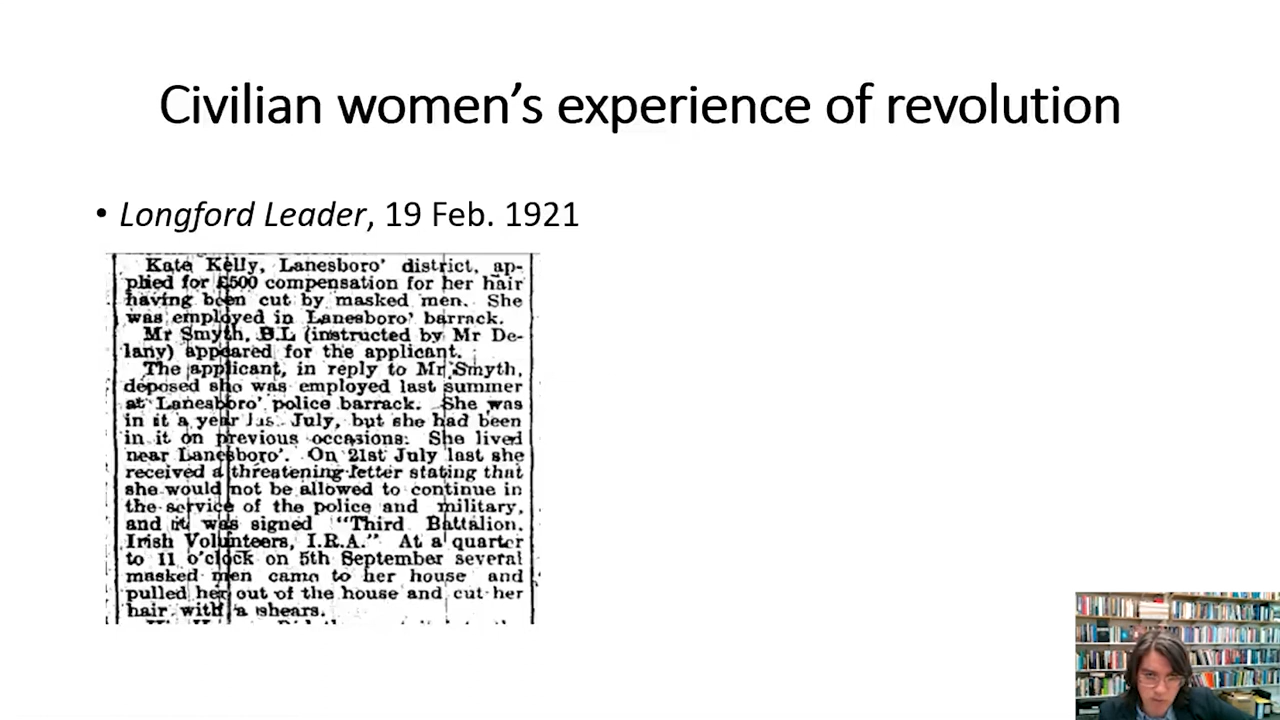 Civilian women's experience of revolution
• Longford Leader, 19 Feb. 1921
Kate Kelly, Lanesboro' district, ap-
plied for £500 compensation for her hair
having been cut by masked men. She
was employed in Lanesboro' barrack.
Mr Smyth, B.L (instructed by Mr De-
lany) appeared for the applicant.
The applicant, in reply to Mr Smyth,
deposed she was employed last summer
at Lanesboro' police barrack. She was
in it a year July, but she had been
in it on previous occasions. She lived
near Lanesboro'. On 21st July last she
received a threatening letter stating that
she would not be allowed to continue in
the service of the police and military,
and it was signed "Third Battalion.
Irish Volunteers, I.R.A." At a quarter
to 11 o'clock on 5th September several
masked men came to her house and
pulled her out of the house and cut her
hair with a shears.